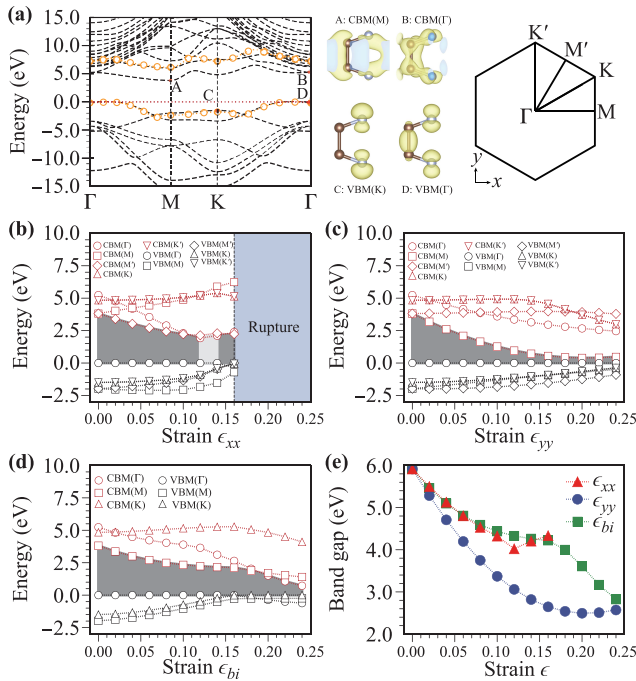 (a)
15.0
10.0
5.0
0.0
−5.0
−10.0
−15.0
Energy (eV)
A
B
C
D
Γ M K Γ
A: CBM(M) B: CBM(Γ)
C: VBM(K) D: VBM(Γ)
K′
M′
K
Γ
M
y
x
(b)
10.0
7.5
5.0
2.5
0.0
−2.5
Energy (eV)
CBM(Γ) CBM(K′) VBM(M′)
CBM(M) VBM(Γ) VBM(K)
CBM(M′) VBM(M) VBM(K′)
CBM(K)
Rupture
0.00 0.05 0.10 0.15 0.20 0.25
Strain ϵxx
(c)
10.0
7.5
5.0
2.5
0.0
−2.5
Energy (eV)
CBM(Γ) CBM(K′) VBM(M′)
CBM(M) VBM(Γ) VBM(K)
CBM(M′) VBM(M) VBM(K′)
CBM(K)
0.00 0.05 0.10 0.15 0.20 0.25
Strain ϵyy
(d)
10.0
7.5
5.0
2.5
0.0
−2.5
Energy (eV)
CBM(Γ) VBM(Γ)
CBM(M) VBM(M)
CBM(K) VBM(K)
0.00 0.05 0.10 0.15 0.20 0.25
Strain ϵbi
(e)
6.0
5.0
4.0
3.0
2.0
Band gap (eV)
ϵxx
ϵyy
ϵbi
0.00 0.05 0.10 0.15 0.20 0.25
Strain ϵ